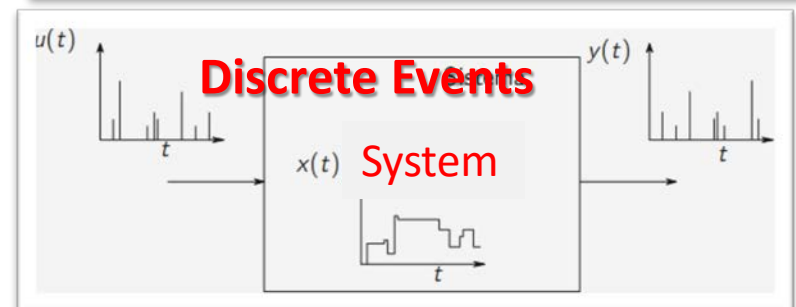 u(t)
Discrete Events
y(t)
t
t
x(t)
System
t